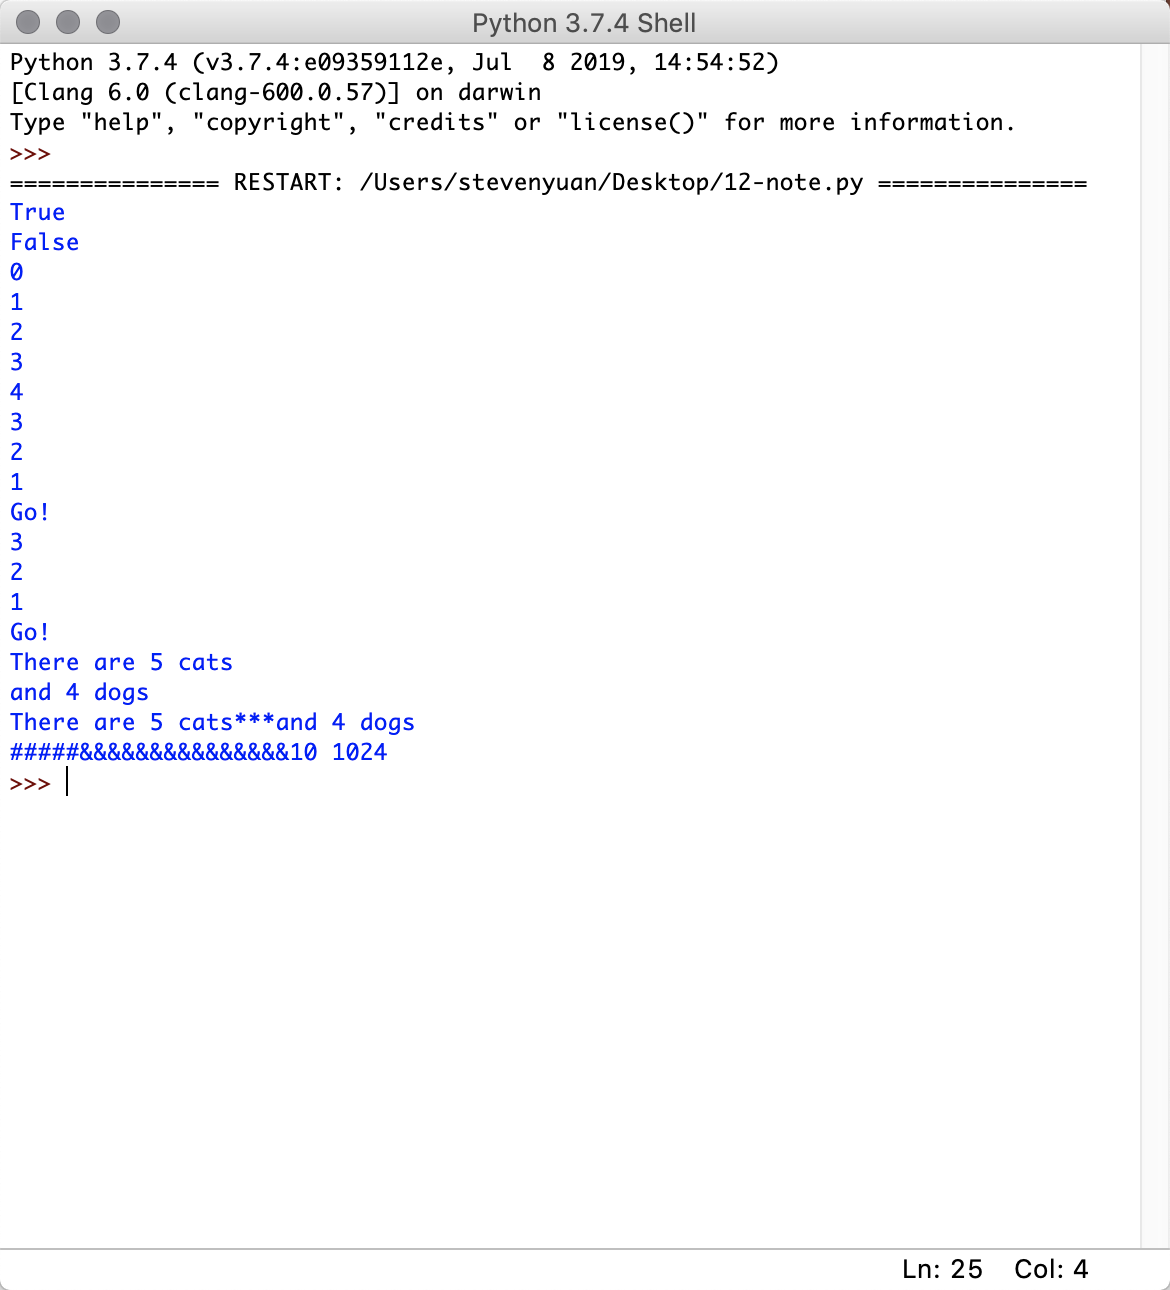 Python 3.7.4 Shell
Python 3.7.4 (v3.7.4:e09359112e, Jul  8 2019, 14:54:52)
[Clang 6.0 (clang-600.0.57)] on darwin
Type "help", "copyright", "credits" or "license()" for more information.
>>>
=============== RESTART: /Users/stevenyuan/Desktop/12-note.py ===============
True
False
0
1
2
3
4
3
2
1
Go!
3
2
1
Go!
There are 5 cats
and 4 dogs
There are 5 cats***and 4 dogs
#####&&&&&&&&&&&&&&&10 1024
>>>
Ln: 25  Col: 4